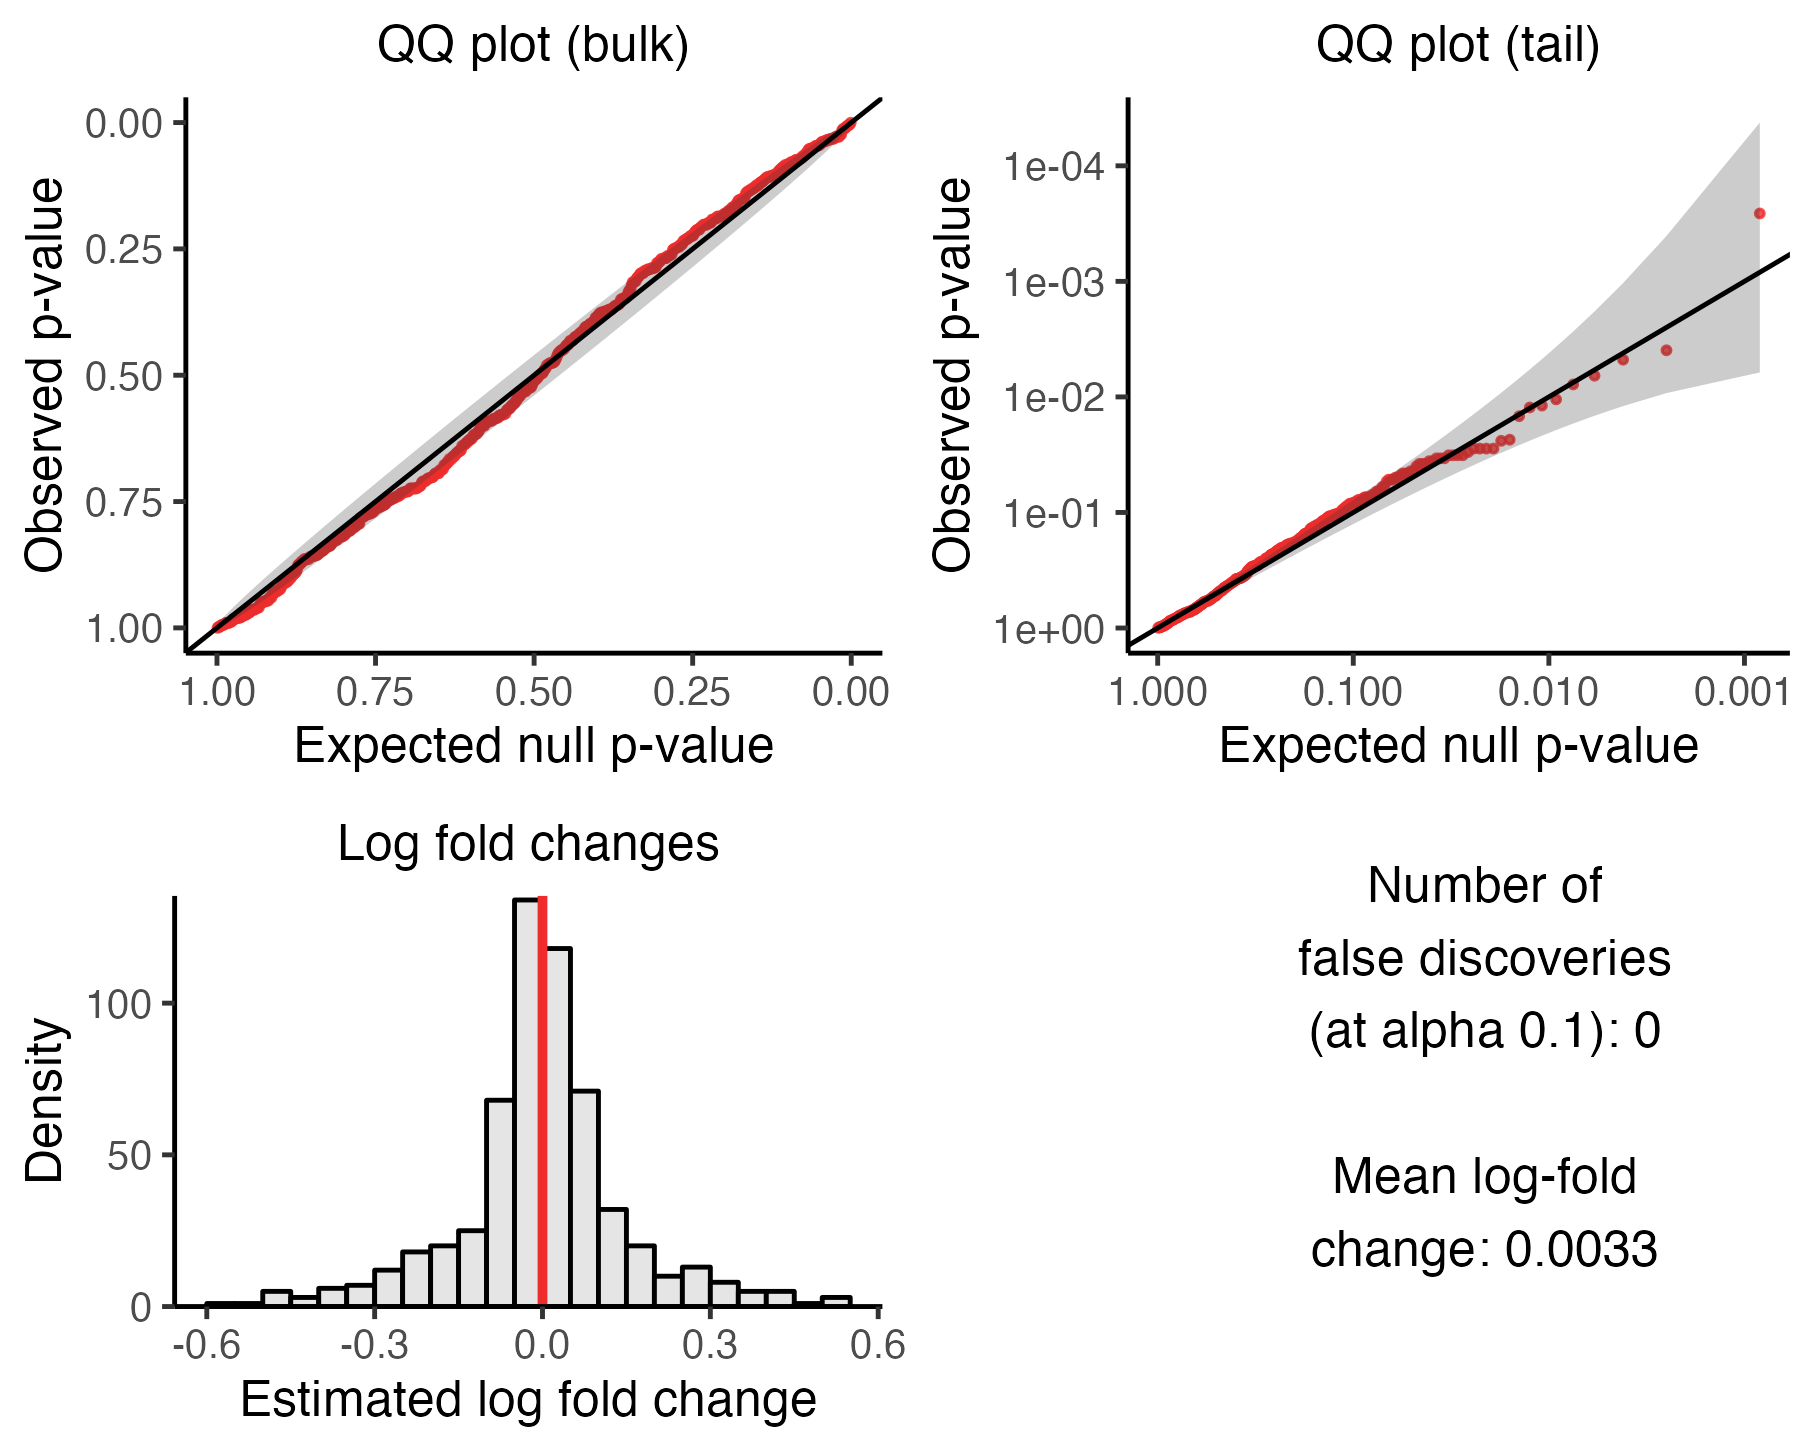 QQ plot (bulk)
Observed p-value
0.00
0.25
0.50
0.75
1.00
1.00 0.75 0.50 0.25 0.00
Expected null p-value
QQ plot (tail)
Observed p-value
1e-04
1e-03
1e-02
1e-01
1e+00
1.000 0.100 0.010 0.001
Expected null p-value
Log fold changes
Density
100
50
0
-0.6 -0.3 0.0 0.3 0.6
Estimated log fold change
Number of
false discoveries
(at alpha 0.1): 0
Mean log-fold
change: 0.0033